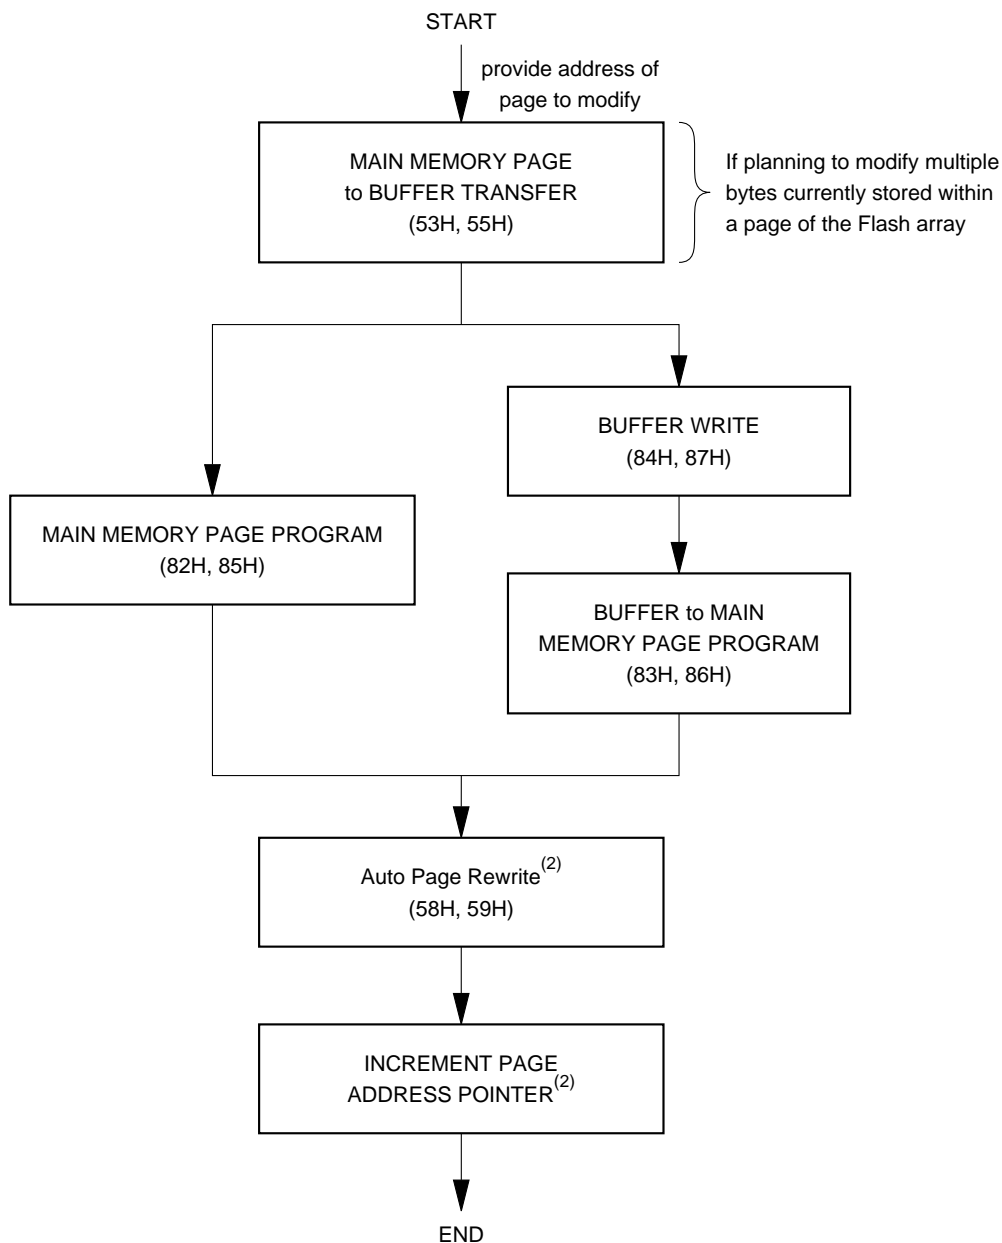 START
provide address of
page to modify
MAIN MEMORY PAGE
to BUFFER TRANSFER
(53H, 55H)
If planning to modify multiple
bytes currently stored within
a page of the Flash array
BUFFER WRITE
(84H, 87H)
MAIN MEMORY PAGE PROGRAM
(82H, 85H)
BUFFER to MAIN
MEMORY PAGE PROGRAM
(83H, 86H)
Auto Page Rewrite(2)
(58H, 59H)
INCREMENT PAGE
ADDRESS POINTER(2)
END